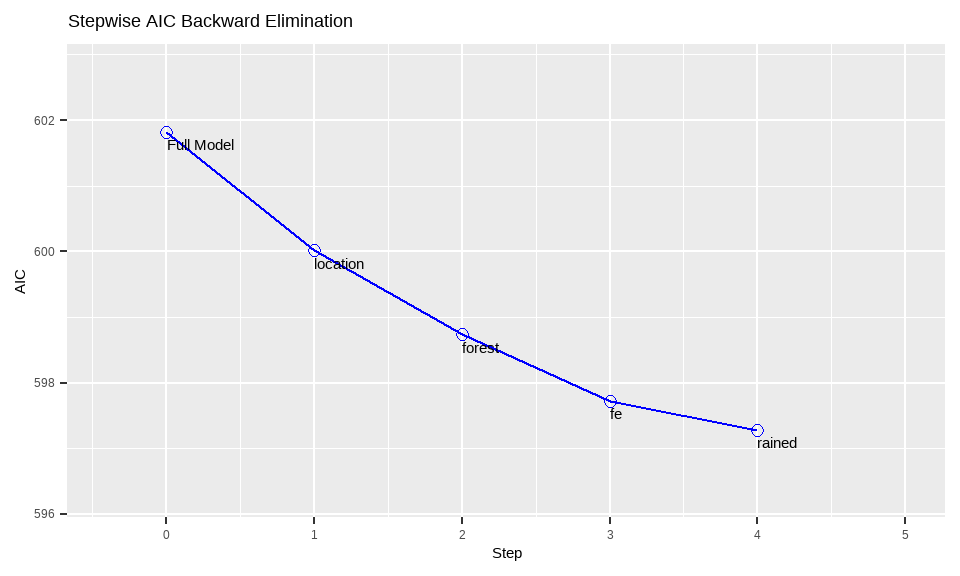 Stepwise AIC Backward Elimination
602
600
598
596
AIC
Full Model
location
forest
fe
rained
0 1 2 3 4 5
Step